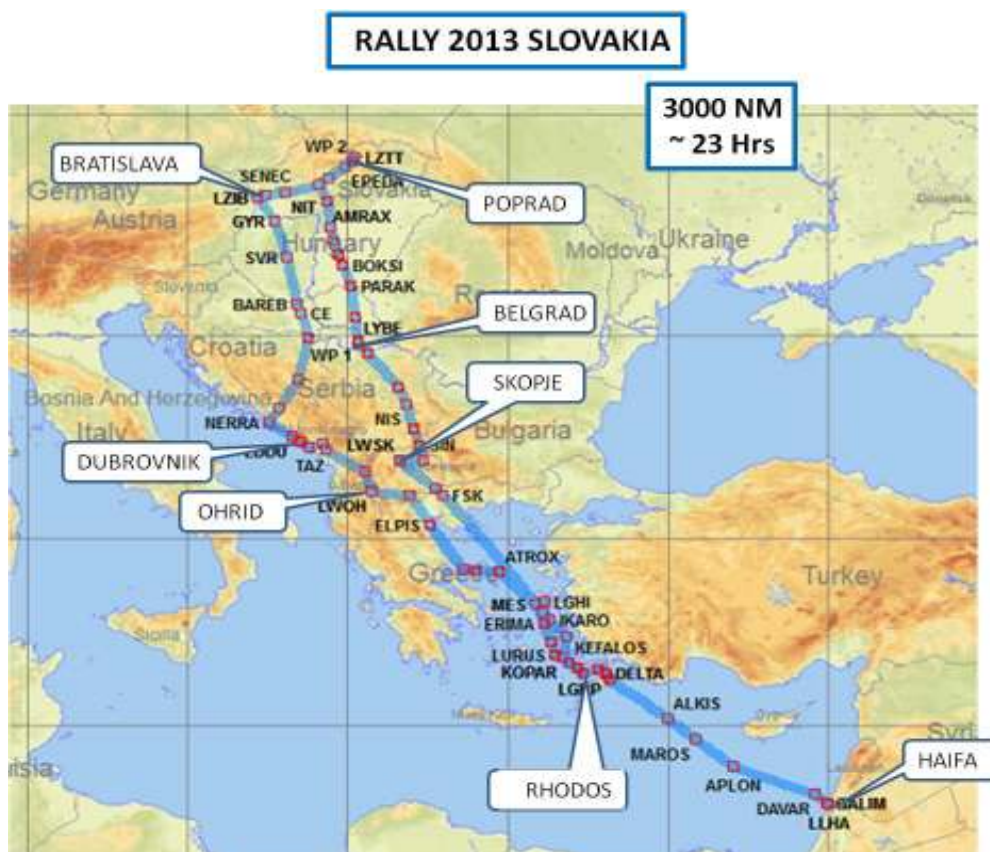 RALLY 2013 SLOVAKIA
3000 NM
~ 23 Hrs
WP 2
LZTT
BRATISLAVA
SENEC
EPEDA
Germany
LZIB
Slovakia
NIT
POPRAD
Austria
GYR
AMRAX
Hungary
Moldova
Ukraine
SVR
BOKSI
Slovenia
PARAK
BAREB
CE
LYBE
BELGRAD
Croatia
WP 1
Serbia
SKOPJE
Bosnia And Herzegovina
NERRA
NIS
Bulgaria
Italy
LWSK
DUBROVNIK
TAZ
OHRID
LWOH
FSK
ELPIS
ATROX
Greece
Turkey
MES
LGHI
ERIMA
IKARO
Sicilia
KEFALOS
LURUS
KOPAR
DELTA
ALKIS
MAROS
HAIFA
RHODOS
APLON
DAVAR
GALIM
LLHA